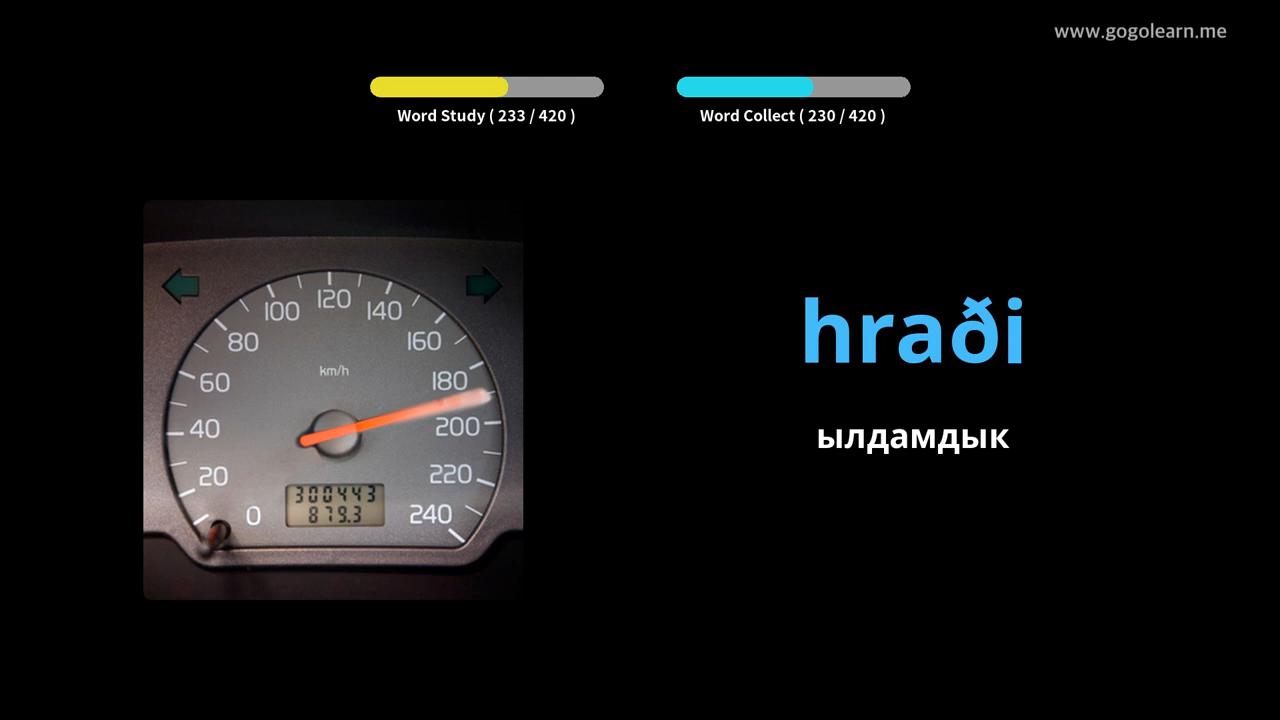 www.gogolearn.me
Word Study ( 233 / 420 )
Word Collect ( 230 / 420 )
hraði
ылдамдык
120
100
140
80
160
km/h
60
180
40
200
20
220
300443
879.3
0
240